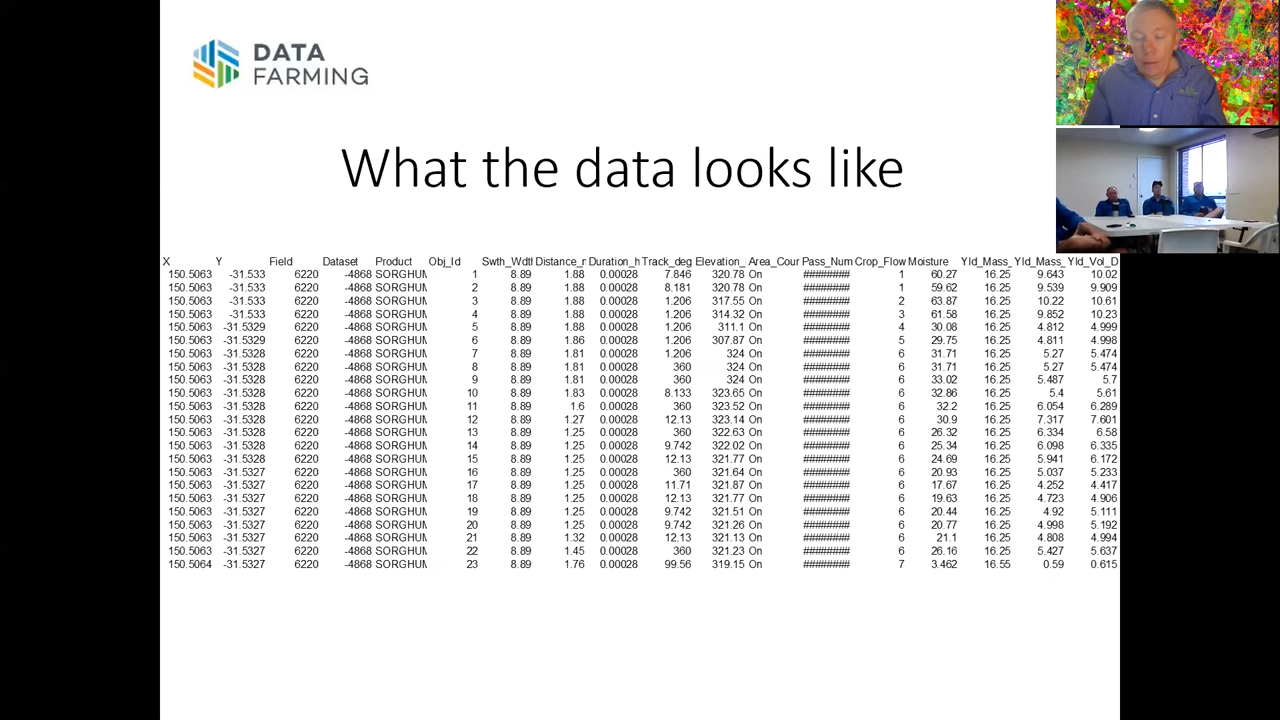 DATA
FARMING
What the data looks like
X Y Field Dataset Product Obj_Id Swth_Wdtl Distance_r Duration_h Track_deg Elevation_ Area_Cour Pass_Num Crop_Flow Moisture Yld_Mass_ Yld_Mass_ Yld_Vol_D
150.5063 -31.533 6220 -4868 SORGHUM 1 8.89 1.88 0.00028 7.846 320.78 On ######## 1 60.27 16.25 9.643 10.02
150.5063 -31.533 6220 -4868 SORGHUM 2 8.89 1.88 0.00028 8.181 320.78 On ######## 1 59.62 16.25 9.539 9.909
150.5063 -31.533 6220 -4868 SORGHUM 3 8.89 1.88 0.00028 1.206 317.55 On ######## 2 63.87 16.25 10.22 10.61
150.5063 -31.533 6220 -4868 SORGHUM 4 8.89 1.88 0.00028 1.206 314.32 On ######## 3 61.58 16.25 9.852 10.23
150.5063 -31.5329 6220 -4868 SORGHUM 5 8.89 1.88 0.00028 1.206 311.1 On ######## 4 30.08 16.25 4.812 4.999
150.5063 -31.5329 6220 -4868 SORGHUM 6 8.89 1.86 0.00028 1.206 307.87 On ######## 5 29.75 16.25 4.811 4.998
150.5063 -31.5328 6220 -4868 SORGHUM 7 8.89 1.81 0.00028 1.206 324 On ######## 6 31.71 16.25 5.27 5.474
150.5063 -31.5328 6220 -4868 SORGHUM 8 8.89 1.81 0.00028 360 324 On ######## 6 31.71 16.25 5.27 5.474
150.5063 -31.5328 6220 -4868 SORGHUM 9 8.89 1.81 0.00028 360 324 On ######## 6 33.02 16.25 5.487 5.7
150.5063 -31.5328 6220 -4868 SORGHUM 10 8.89 1.83 0.00028 8.133 323.65 On ######## 6 32.86 16.25 5.4 5.61
150.5063 -31.5328 6220 -4868 SORGHUM 11 8.89 1.6 0.00028 360 323.52 On ######## 6 32.2 16.25 6.054 6.289
150.5063 -31.5328 6220 -4868 SORGHUM 12 8.89 1.27 0.00028 12.13 323.14 On ######## 6 30.9 16.25 7.317 7.601
150.5063 -31.5328 6220 -4868 SORGHUM 13 8.89 1.25 0.00028 360 322.63 On ######## 6 26.32 16.25 6.334 6.58
150.5063 -31.5328 6220 -4868 SORGHUM 14 8.89 1.25 0.00028 9.742 322.02 On ######## 6 25.34 16.25 6.098 6.335
150.5063 -31.5328 6220 -4868 SORGHUM 15 8.89 1.25 0.00028 12.13 321.77 On ######## 6 24.69 16.25 5.941 6.172
150.5063 -31.5327 6220 -4868 SORGHUM 16 8.89 1.25 0.00028 360 321.64 On ######## 6 20.93 16.25 5.037 5.233
150.5063 -31.5327 6220 -4868 SORGHUM 17 8.89 1.25 0.00028 11.71 321.87 On ######## 6 17.67 16.25 4.252 4.417
150.5063 -31.5327 6220 -4868 SORGHUM 18 8.89 1.25 0.00028 12.13 321.77 On ######## 6 19.63 16.25 4.723 4.906
150.5063 -31.5327 6220 -4868 SORGHUM 19 8.89 1.25 0.00028 9.742 321.51 On ######## 6 20.44 16.25 4.92 5.111
150.5063 -31.5327 6220 -4868 SORGHUM 20 8.89 1.25 0.00028 9.742 321.26 On ######## 6 20.77 16.25 4.998 5.192
150.5063 -31.5327 6220 -4868 SORGHUM 21 8.89 1.32 0.00028 12.13 321.13 On ######## 6 21.1 16.25 4.808 4.994
150.5063 -31.5327 6220 -4868 SORGHUM 22 8.89 1.45 0.00028 360 321.23 On ######## 6 26.16 16.25 5.427 5.637
150.5064 -31.5327 6220 -4868 SORGHUM 23 8.89 1.76 0.00028 99.56 319.15 On ######## 7 3.462 16.55 0.59 0.615